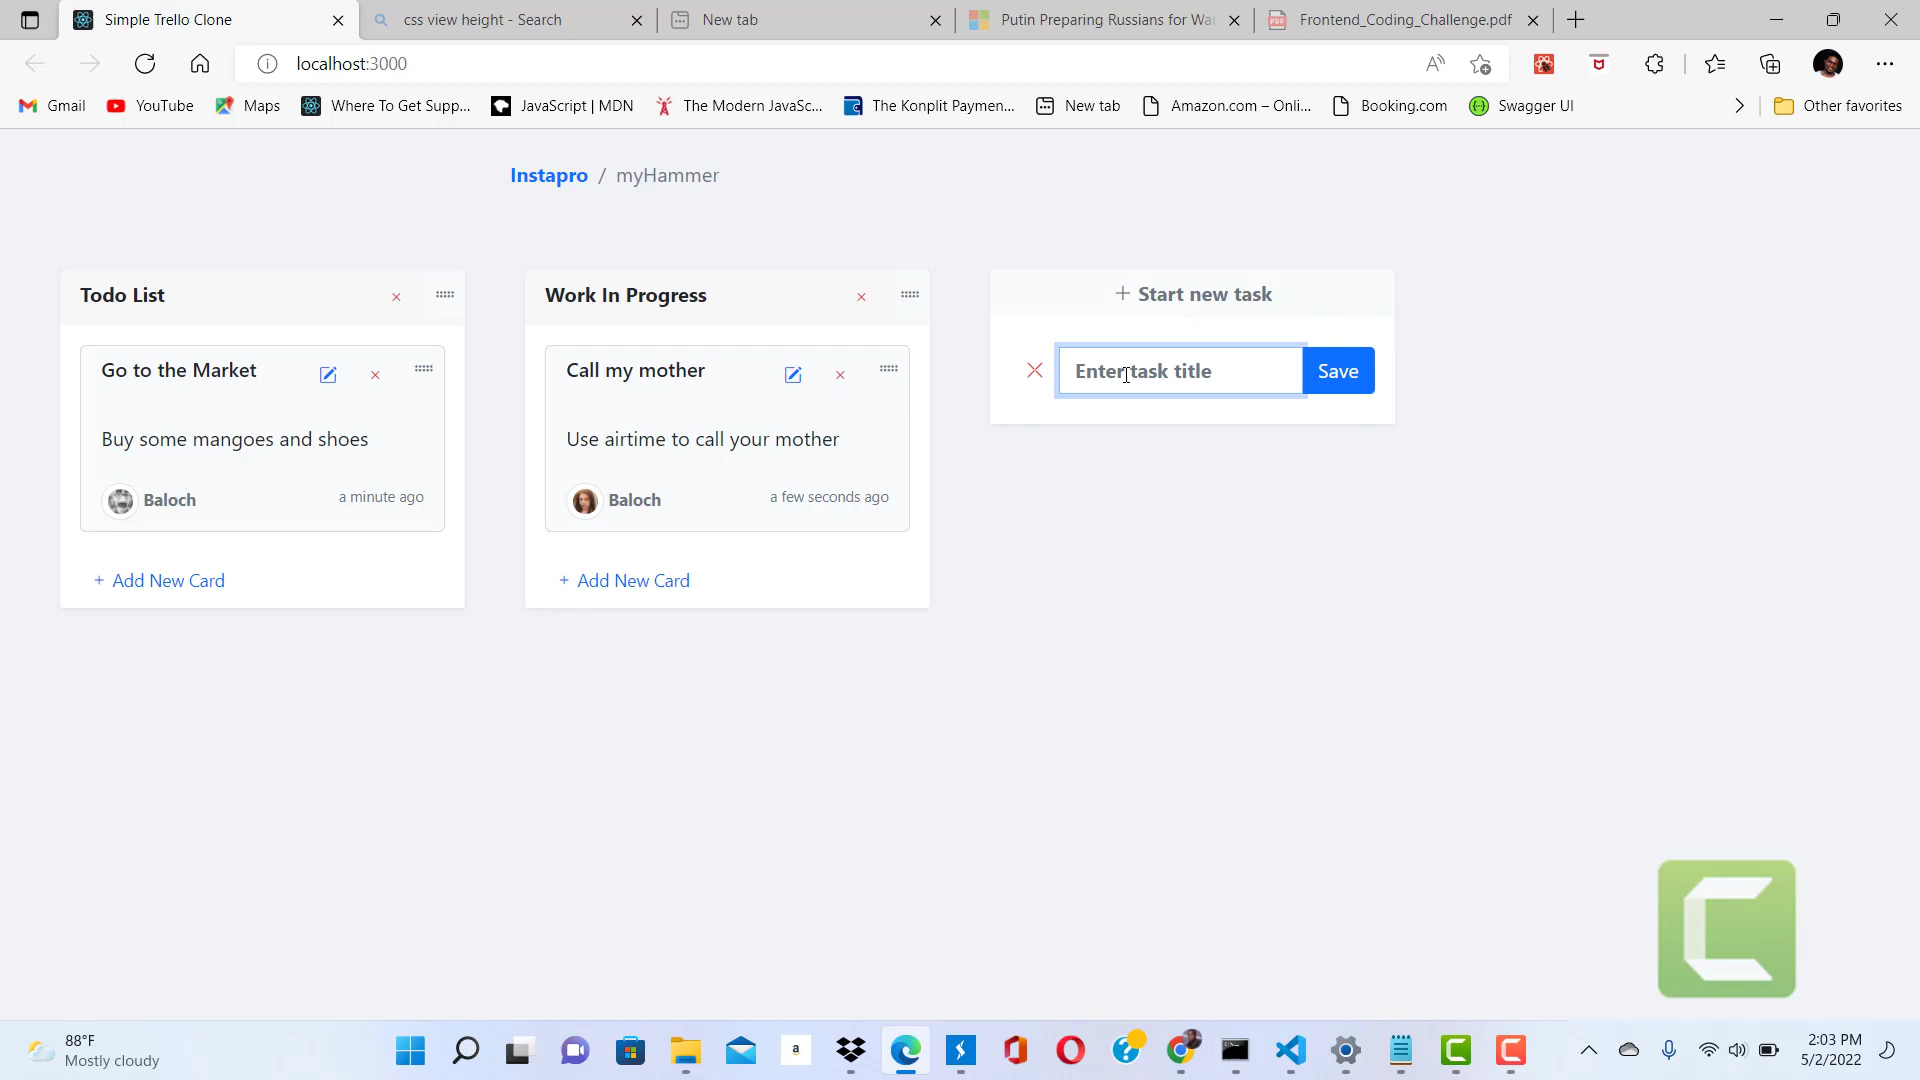 Simple Trello Clone
css view height - Search
New tab
Putin Preparing Russians for Wa
Frontend_Coding_Challenge.pdf
localhost:3000
Gmail
YouTube
Maps
Where To Get Supp...
JavaScript | MDN
The Modern JavaSc...
The Konplit Paymen...
New tab
Amazon.com – Onli...
Booking.com
Swagger UI
Other favorites
Instapro / myHammer
Todo List
Go to the Market
Buy some mangoes and shoes
Baloch
a minute ago
+ Add New Card
Work In Progress
Call my mother
Use airtime to call your mother
Baloch
a few seconds ago
+ Add New Card
+ Start new task
Enter task title
Save
88°F
Mostly cloudy
2:03 PM
5/2/2022